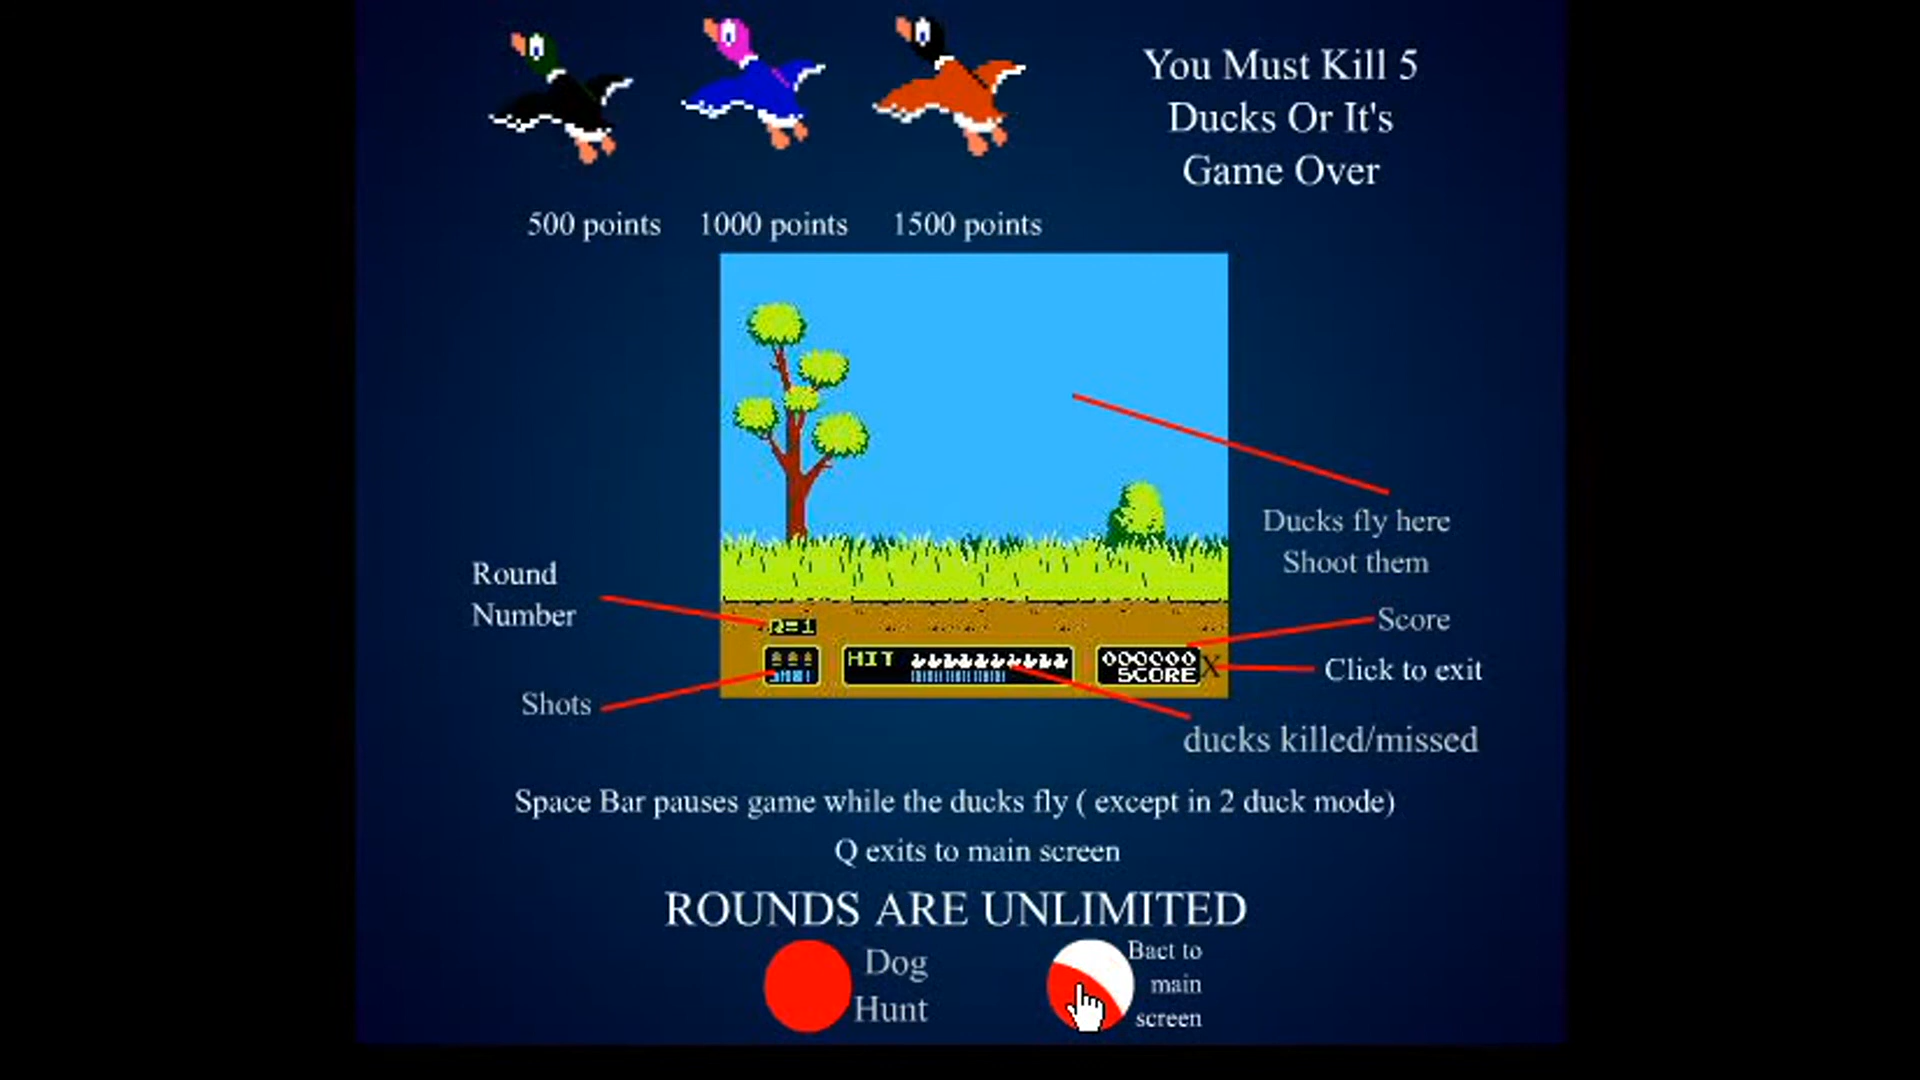 You Must Kill 5
Ducks Or It's
Game Over
500 points 1000 points 1500 points
Ducks fly here
Shoot them
Round
Number
Score
R=1
HIT
000000
SCORE
X
Click to exit
Shots
ducks killed/missed
Space Bar pauses game while the ducks fly ( except in 2 duck mode)
Q exits to main screen
ROUNDS ARE UNLIMITED
Dog
Hunt
Bact to
main
screen